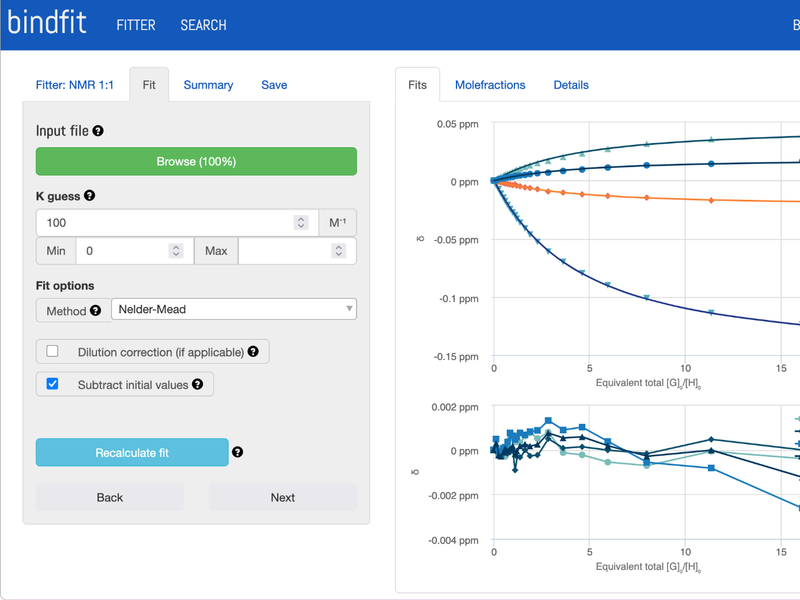 bindfit FITTER SEARCH B
Fitter: NMR 1:1 Fit Summary Save
Input file ?
Browse (100%)
K guess ?
100 M⁻¹
Min 0 Max
Fit options
Method ? Nelder-Mead
Dilution correction (if applicable) ?
Subtract initial values ?
Recalculate fit ?
Back Next
Fits Molefractions Details
0.05 ppm
0 ppm
-0.05 ppm
-0.1 ppm
-0.15 ppm
δ
0 5 10 15
Equivalent total [G]₀/[H]₀
0.002 ppm
0 ppm
-0.002 ppm
-0.004 ppm
δ
0 5 10 15
Equivalent total [G]₀/[H]₀